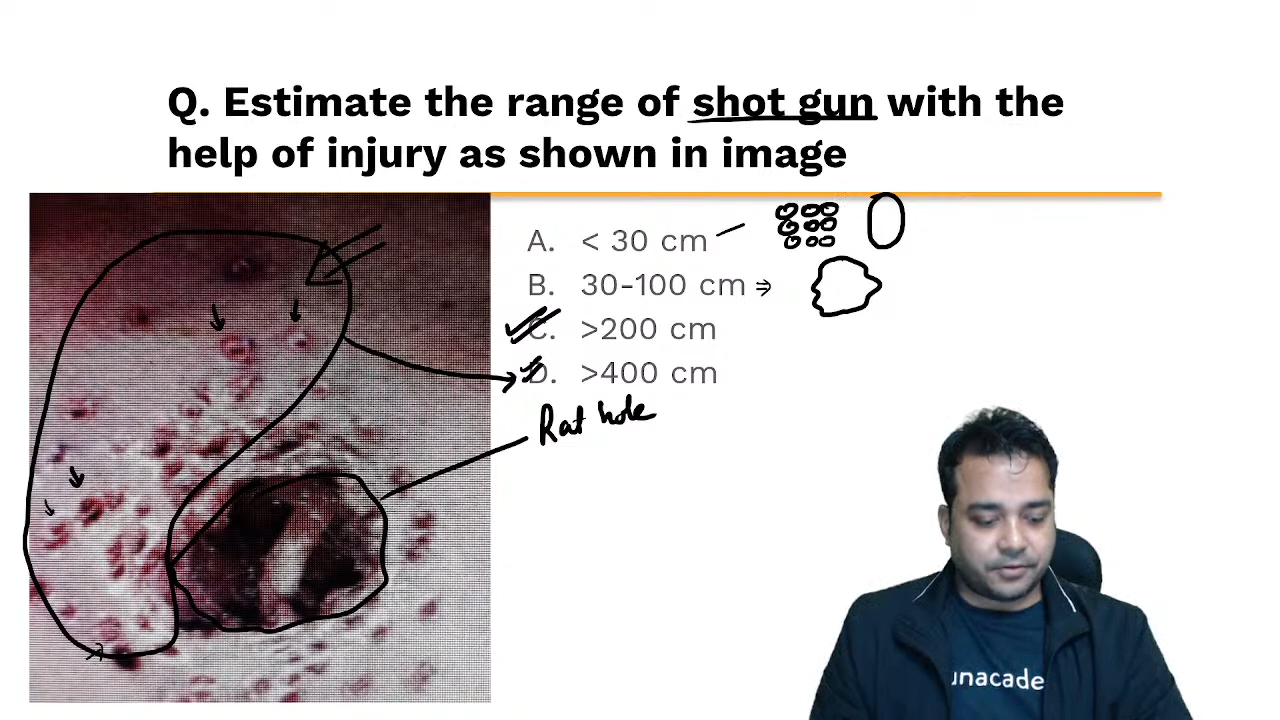 Q. Estimate the range of shot gun with the
help of injury as shown in image
A. < 30 cm
B. 30-100 cm
C. >200 cm
D. >400 cm
Rat hole
unacade